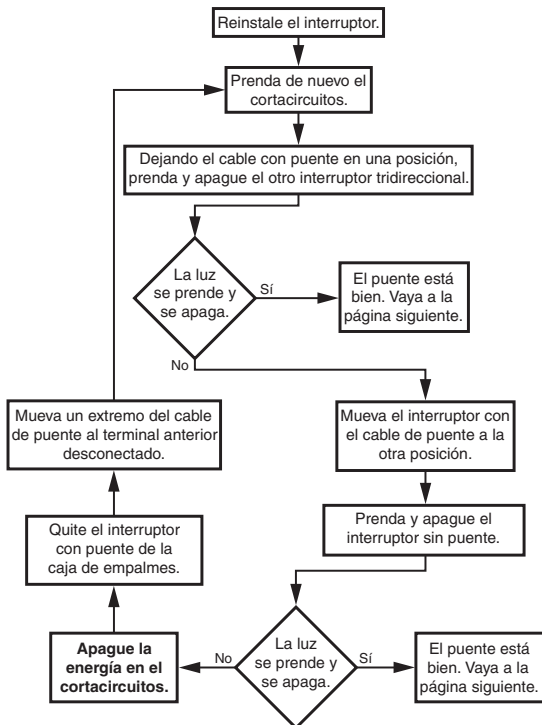 Reinstale el interruptor.
Prenda de nuevo el
cortacircuitos.
Dejando el cable con puente en una posición,
prenda y apague el otro interruptor tridireccional.
La luz
se prende y
se apaga.
Sí
El puente está
bien. Vaya a la
página siguiente.
No
Mueva el interruptor con
el cable de puente a la
otra posición.
Prenda y apague el
interruptor sin puente.
La luz
se prende y
se apaga.
Sí
El puente está
bien. Vaya a la
página siguiente.
No
Apague la
energía en el
cortacircuitos.
Quite el interruptor
con puente de la
caja de empalmes.
Mueva un extremo del cable
de puente al terminal anterior
desconectado.